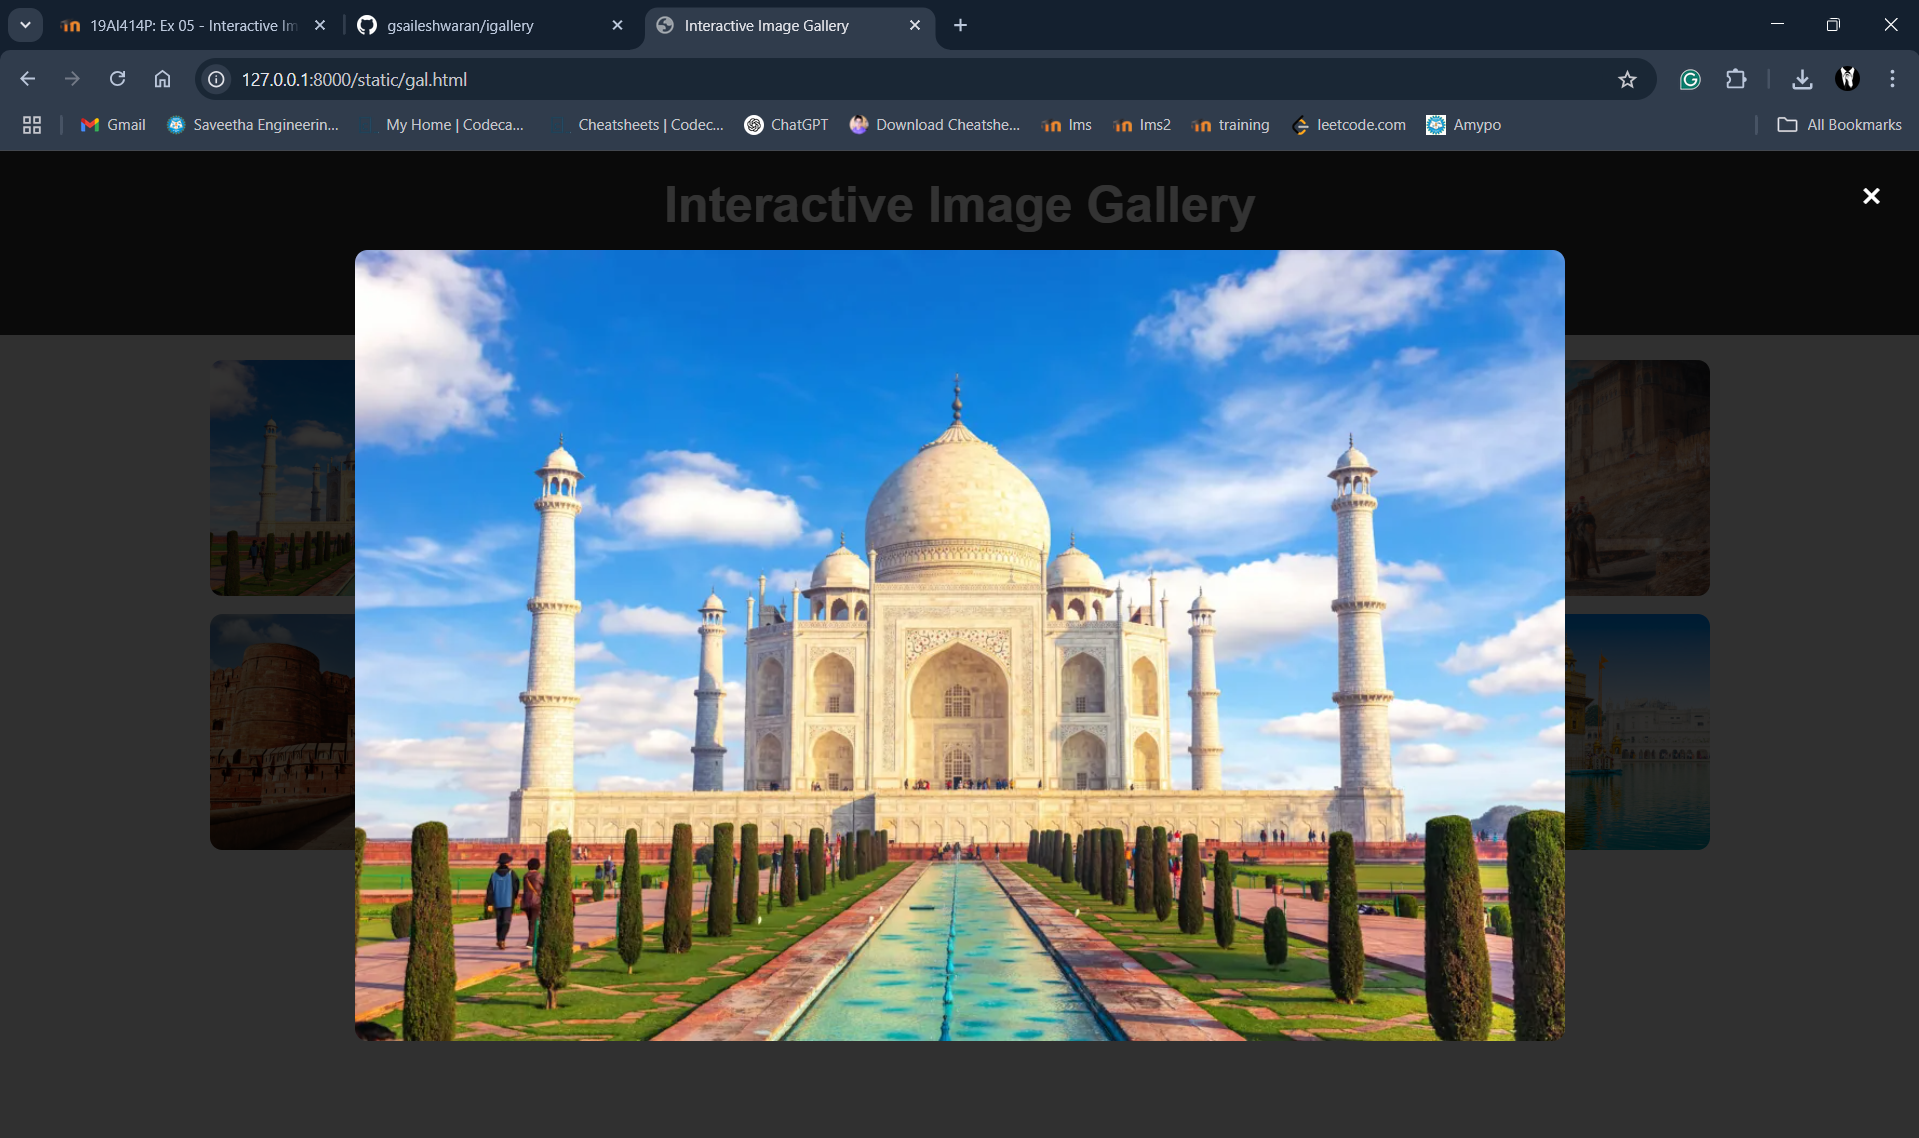 19AI414P: Ex 05 - Interactive Im
gsaileshwaran/igallery
Interactive Image Gallery
127.0.0.1:8000/static/gal.html
Gmail
Saveetha Engineerin...
My Home | Codeca...
Cheatsheets | Codec...
ChatGPT
Download Cheatshe...
lms
lms2
training
leetcode.com
Amypo
All Bookmarks
Interactive Image Gallery